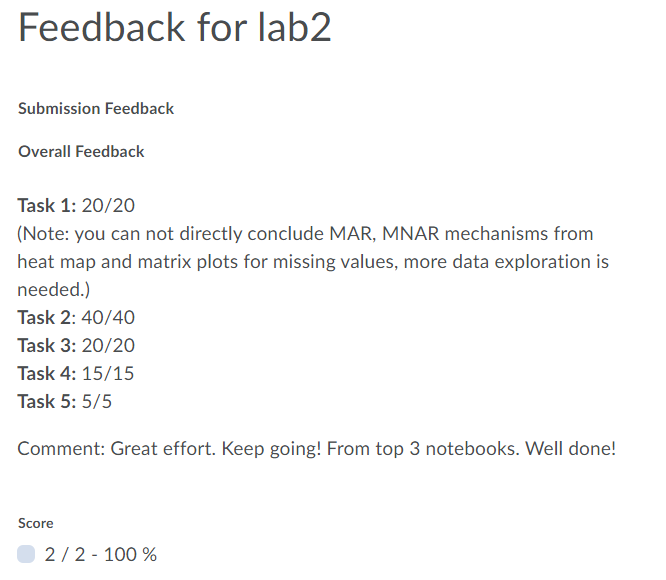 Feedback for lab2
Submission Feedback
Overall Feedback
Task 1: 20/20
(Note: you can not directly conclude MAR, MNAR mechanisms from
heat map and matrix plots for missing values, more data exploration is
needed.)
Task 2: 40/40
Task 3: 20/20
Task 4: 15/15
Task 5: 5/5
Comment: Great effort. Keep going! From top 3 notebooks. Well done!
Score
2 / 2 - 100 %